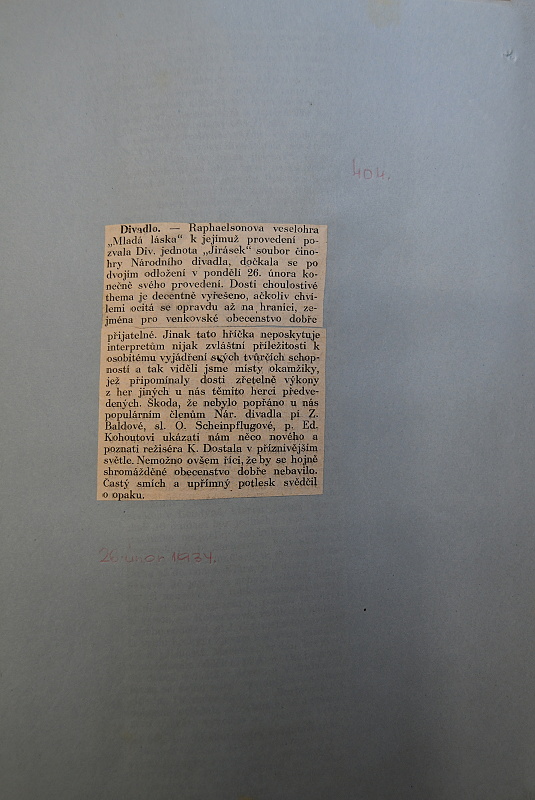 404.
Divadlo. — Raphaelsonova veselohra
„Mladá láska“ k jejímuž provedení po-
zvala Div. jednota „Jirásek“ soubor čino-
hry Národního divadla, dočkala se po
dvojím odložení v pondělí 26. února ko-
nečně svého provedení. Dosti choulostivé
thema je decentně vyřešeno, ačkoliv chví-
lemi ocitá se opravdu až na hranici, ze-
jména pro venkovské obecenstvo dobře
přijatelné. Jinak tato hříčka neposkytuje
interpretům nijak zvláštní příležitosti k
osobitému vyjádření svých tvůrčích schop-
ností a tak viděli jsme místy okamžiky,
jež připomínaly dosti zřetelně výkony
z her jiných u nás těmito herci předve-
dených. Škoda, že nebylo popřáno u nás
populárním členům Nár. divadla pí Z.
Baldové, sl. O. Scheinpflugové, p. Ed.
Kohoutovi ukázati nám něco nového a
poznati režiséra K. Dostala v příznivějším
světle. Nemožno ovšem říci, že by se hojně
shromážděné obecenstvo dobře nebavilo.
Častý smích a upřímný potlesk svědčil
o opaku.
26 únor 1934.